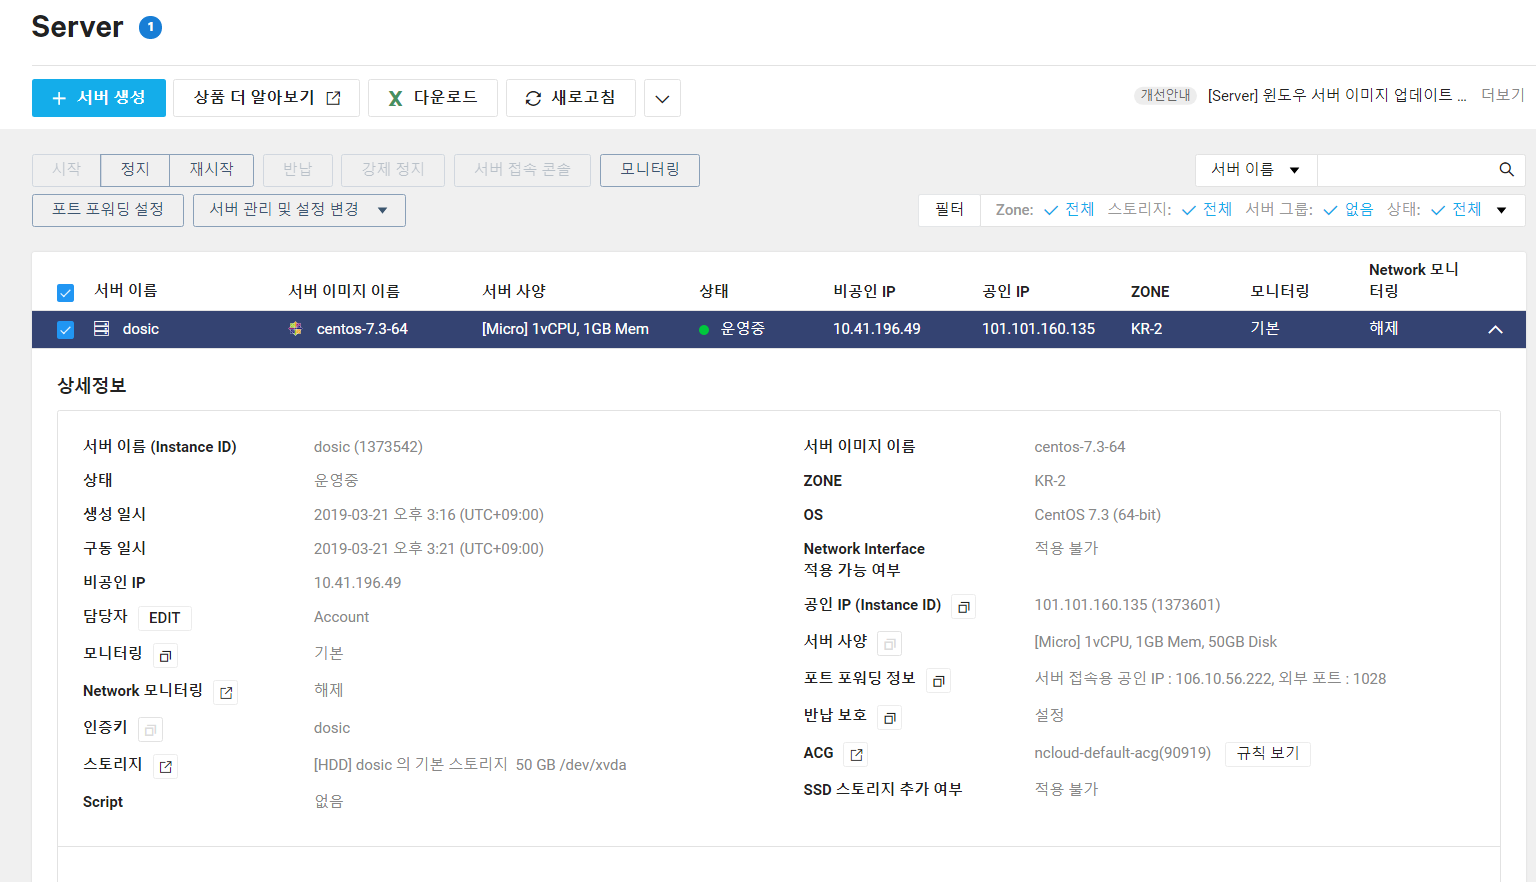 Server 1
서버 생성 상품 더 알아보기 다운로드 새로고침
개선안내 [Server] 윈도우 서버 이미지 업데이트 ... 더보기
시작 정지 재시작 반납 강제 정지 서버 접속 콘솔 모니터링
서버 이름
포트 포워딩 설정 서버 관리 및 설정 변경
필터 Zone: 전체 스토리지: 전체 서버 그룹: 없음 상태: 전체
서버 이름 서버 이미지 이름 서버 사양 상태 비공인 IP 공인 IP ZONE 모니터링 Network 모니
터링
dosic centos-7.3-64 [Micro] 1vCPU, 1GB Mem 운영중 10.41.196.49 101.101.160.135 KR-2 기본 해제
상세정보
서버 이름 (Instance ID) dosic (1373542)
상태 운영중
생성 일시 2019-03-21 오후 3:16 (UTC+09:00)
구동 일시 2019-03-21 오후 3:21 (UTC+09:00)
비공인 IP 10.41.196.49
담당자 EDIT Account
모니터링 기본
Network 모니터링 해제
인증키 dosic
스토리지 [HDD] dosic 의 기본 스토리지 50 GB /dev/xvda
Script 없음
서버 이미지 이름 centos-7.3-64
ZONE KR-2
OS CentOS 7.3 (64-bit)
Network Interface 적용 불가
적용 가능 여부
공인 IP (Instance ID) 101.101.160.135 (1373601)
서버 사양 [Micro] 1vCPU, 1GB Mem, 50GB Disk
포트 포워딩 정보 서버 접속용 공인 IP : 106.10.56.222, 외부 포트 : 1028
반납 보호 설정
ACG ncloud-default-acg(90919) 규칙 보기
SSD 스토리지 추가 여부 적용 불가